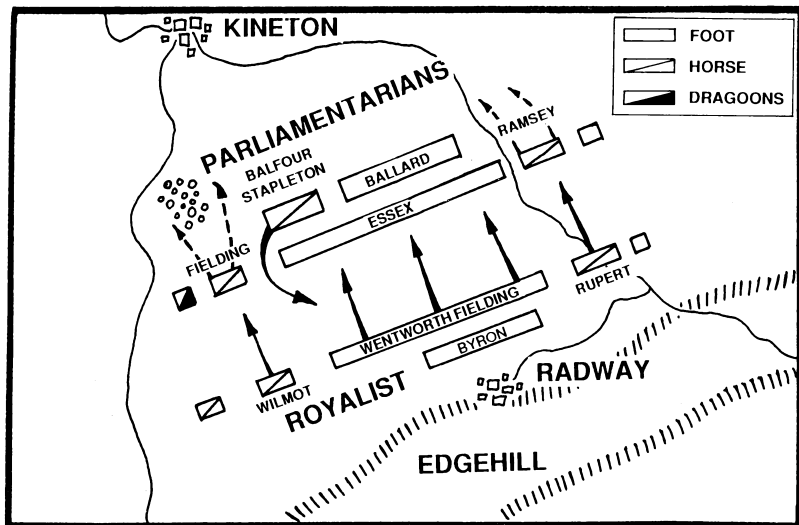 KINETON
FOOT
HORSE
DRAGOONS
PARLIAMENTARIANS
RAMSEY
BALFOUR
STAPLETON
BALLARD
ESSEX
FIELDING
RUPERT
WENTWORTH FIELDING
BYRON
WILMOT
ROYALIST
RADWAY
EDGEHILL